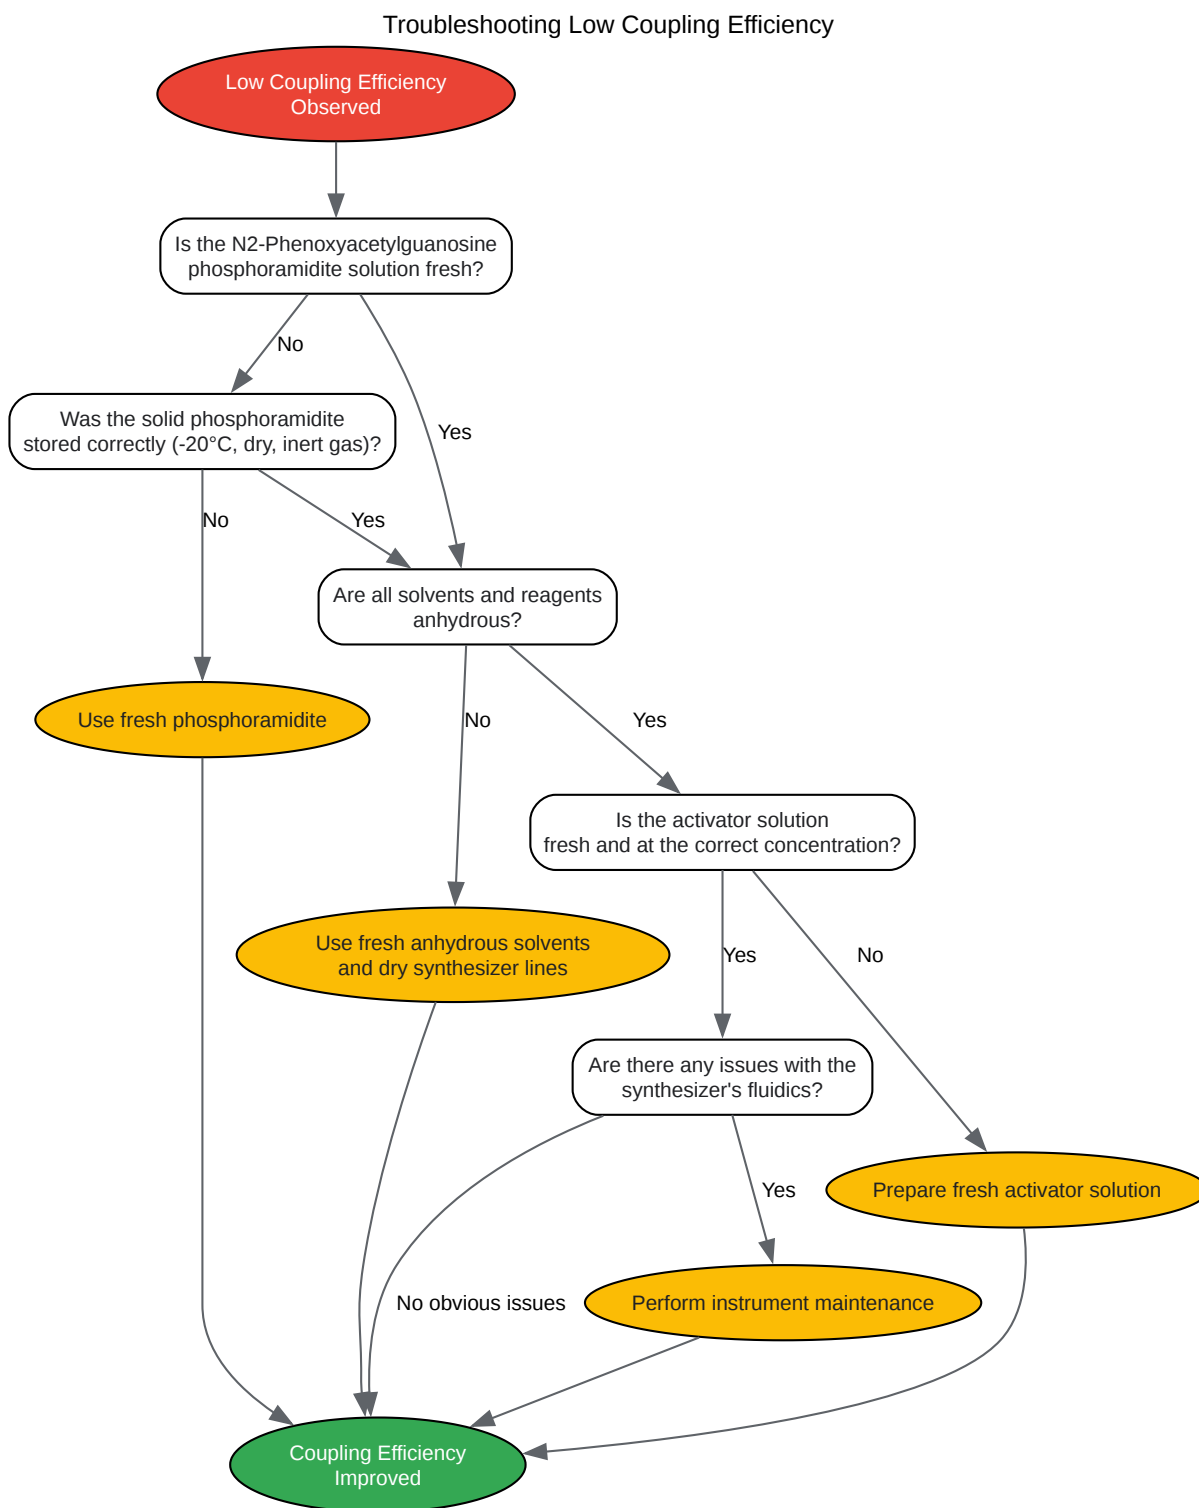 Troubleshooting Low Coupling Efficiency
Low Coupling Efficiency
Observed
Is the N2-Phenoxyacetylguanosine
phosphoramidite solution fresh?
No
Yes
Was the solid phosphoramidite
stored correctly (-20°C, dry, inert gas)?
No
Yes
Are all solvents and reagents
anhydrous?
Use fresh phosphoramidite
No
Yes
Is the activator solution
fresh and at the correct concentration?
Use fresh anhydrous solvents
and dry synthesizer lines
Yes
No
Are there any issues with the
synthesizer's fluidics?
Yes
Prepare fresh activator solution
No obvious issues
Perform instrument maintenance
Coupling Efficiency
Improved